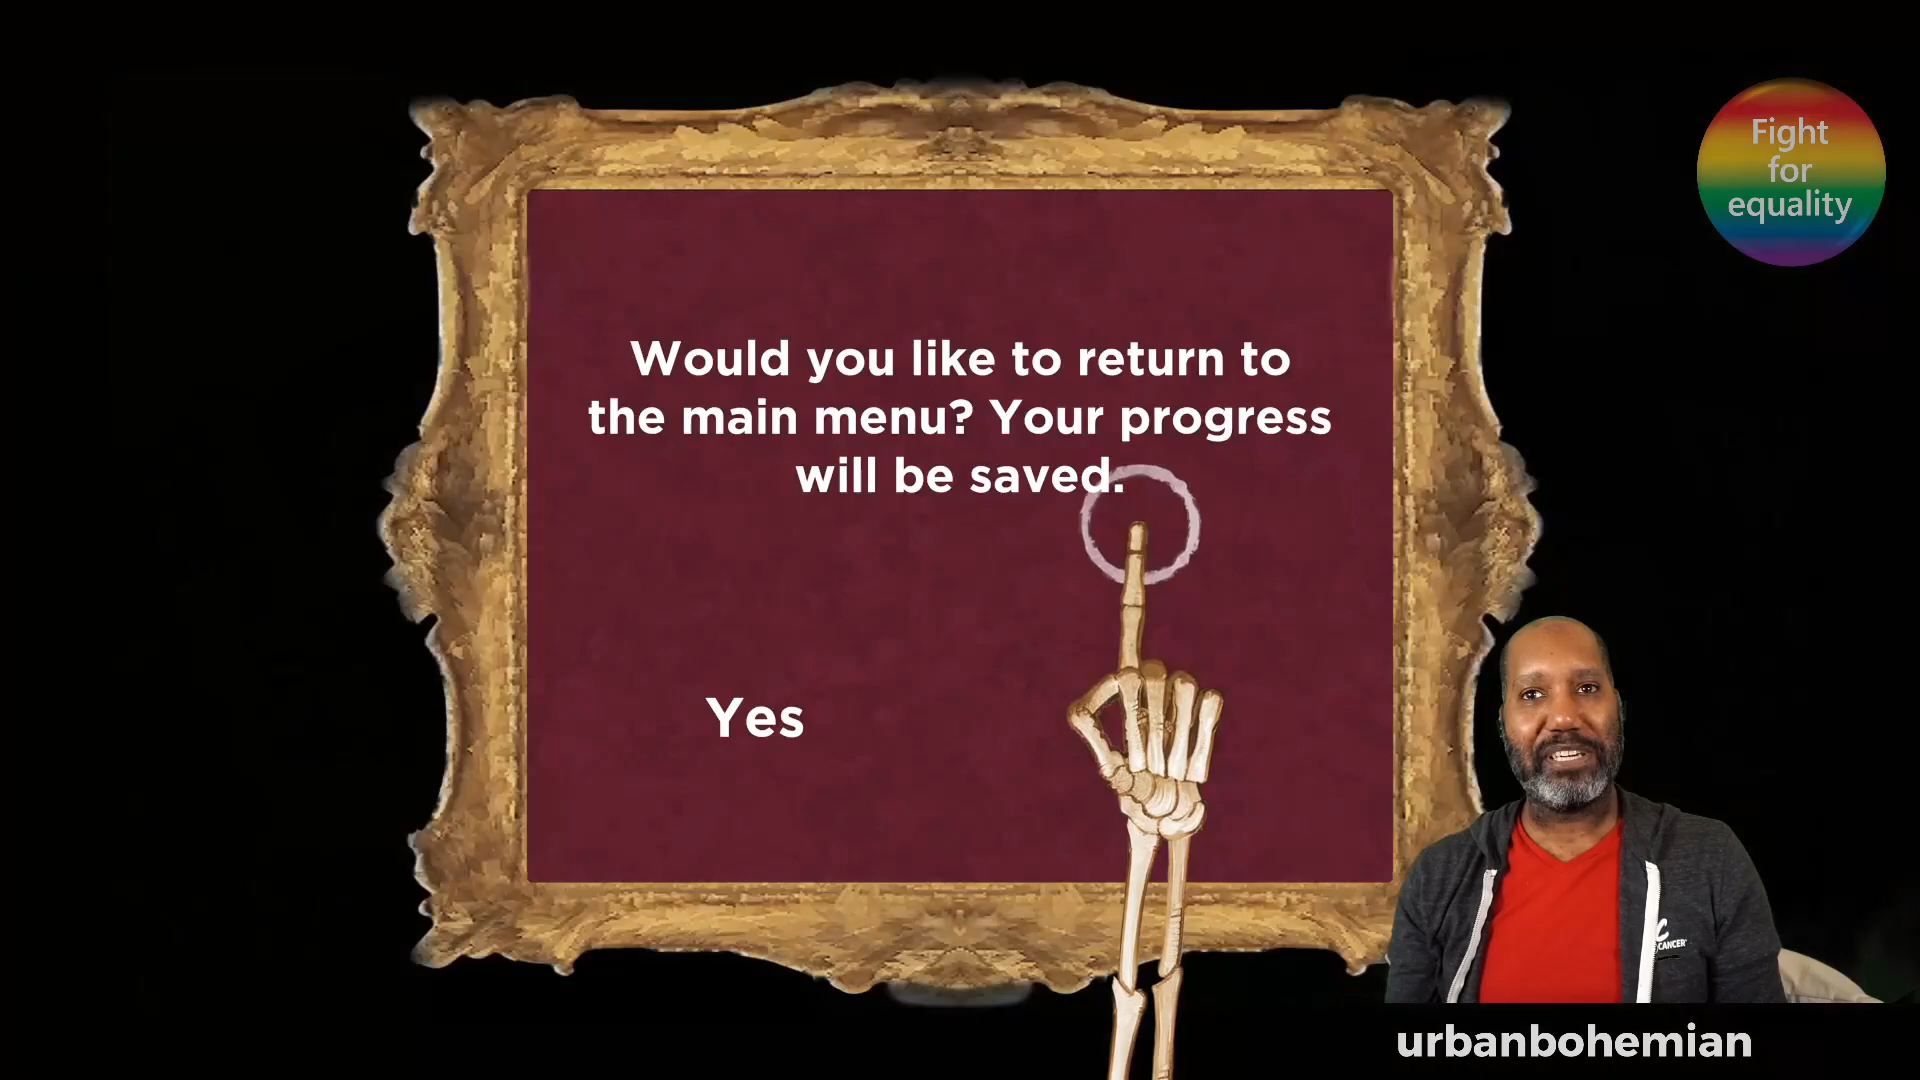 Fight
for
equality
Would you like to return to
the main menu? Your progress
will be saved.
Yes
CANCER
urbanbohemian